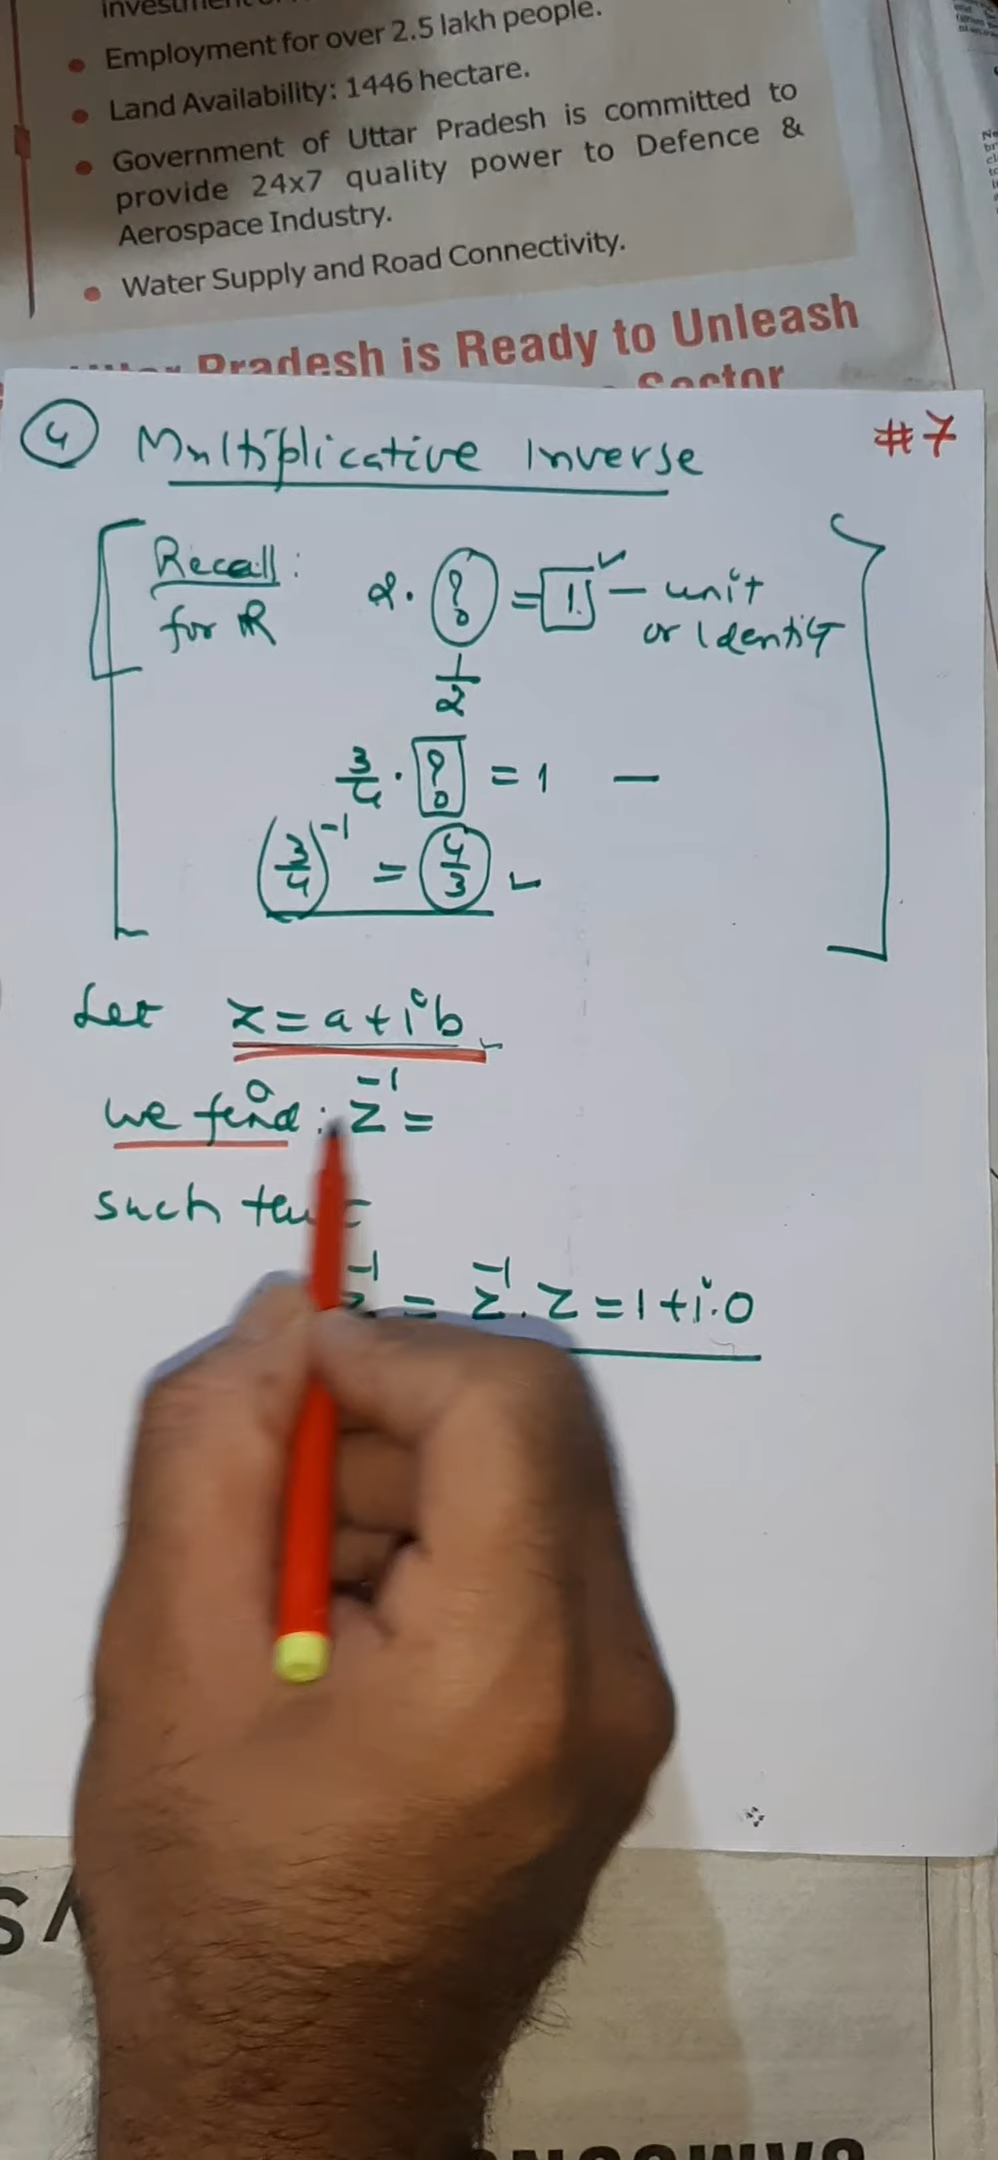 Employment for over 2.5 lakh people.
Land Availability: 1446 hectare.
Government of Uttar Pradesh is committed to
provide 24x7 quality power to Defence &
Aerospace Industry.
Water Supply and Road Connectivity.
Pradesh is Ready to Unleash
Sector
4 Multiplicative Inverse #7
Recall:
for ℝ
2 · ? = 1 — unit
or Identity
1/2
3/4 · ? = 1 —
(3/4)⁻¹ = 4/3
Let z = a + ib
we find: z⁻¹ =
such that
= z⁻¹ · z = 1 + i·0